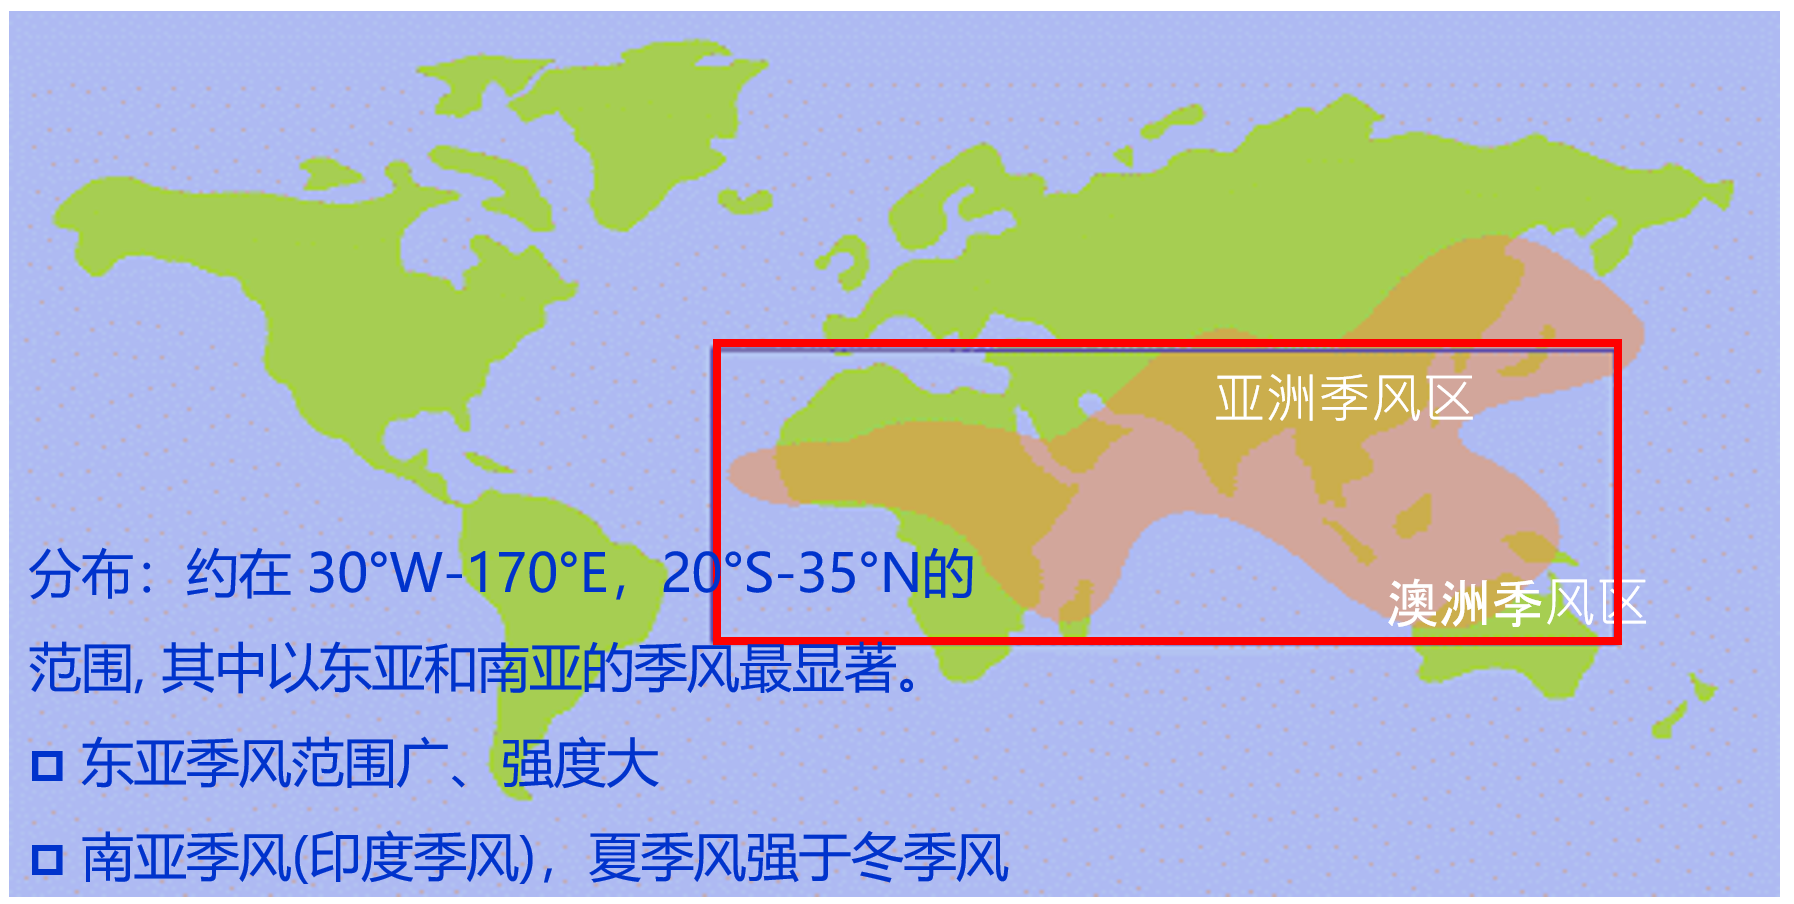 亚洲季风区
分布：约在 30°W-170°E，20°S-35°N的
澳洲季风区
范围, 其中以东亚和南亚的季风最显著。
东亚季风范围广、强度大
南亚季风(印度季风)，夏季风强于冬季风